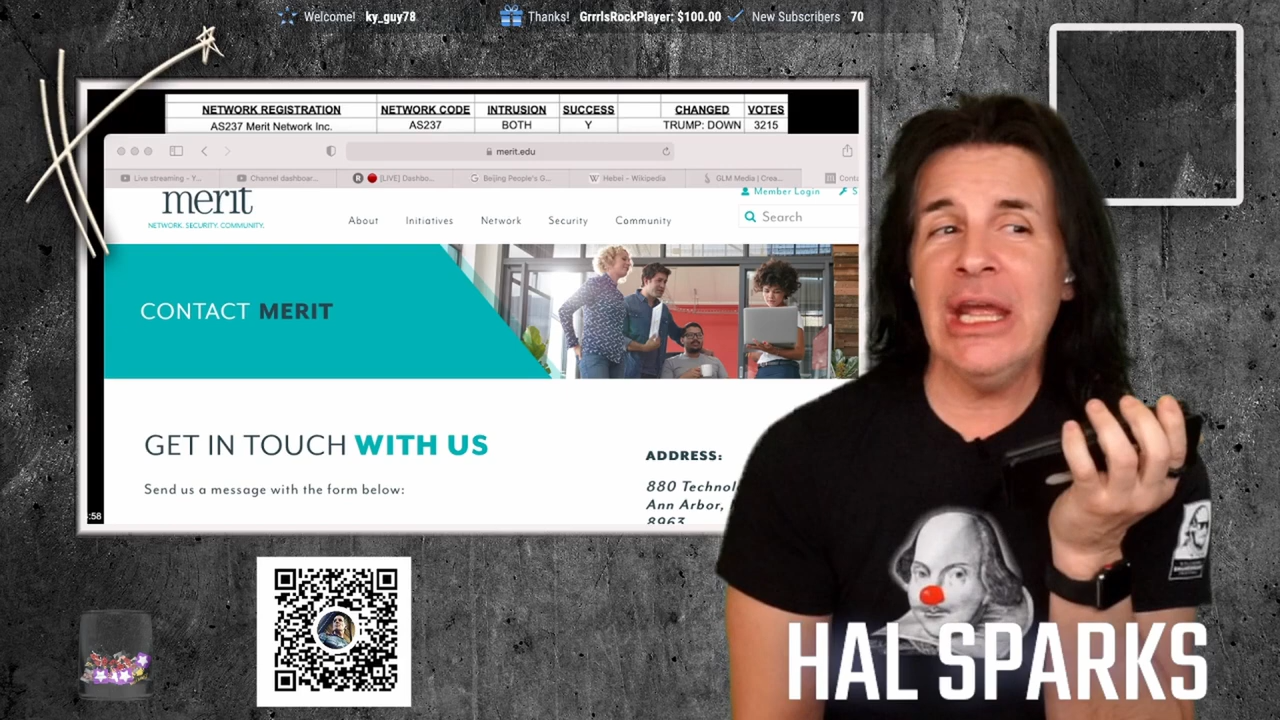 Welcome! ky_guy78
Thanks! GrrrlsRockPlayer: $100.00
New Subscribers 70
NETWORK REGISTRATION NETWORK CODE INTRUSION SUCCESS CHANGED VOTES
AS237 Merit Network Inc. AS237 BOTH Y TRUMP: DOWN 3215
merit.edu
Live streaming - Y...
Channel dashboar...
[LIVE] Dashbo...
Beijing People's G...
Hebei - Wikipedia
GLM Media | Crea...
Conta
merit
NETWORK. SECURITY. COMMUNITY.
Member Login S
About Initiatives Network Security Community
Search
CONTACT MERIT
GET IN TOUCH WITH US
Send us a message with the form below:
ADDRESS:
880 Technol
Ann Arbor,
8963
:58
HAL SPARKS